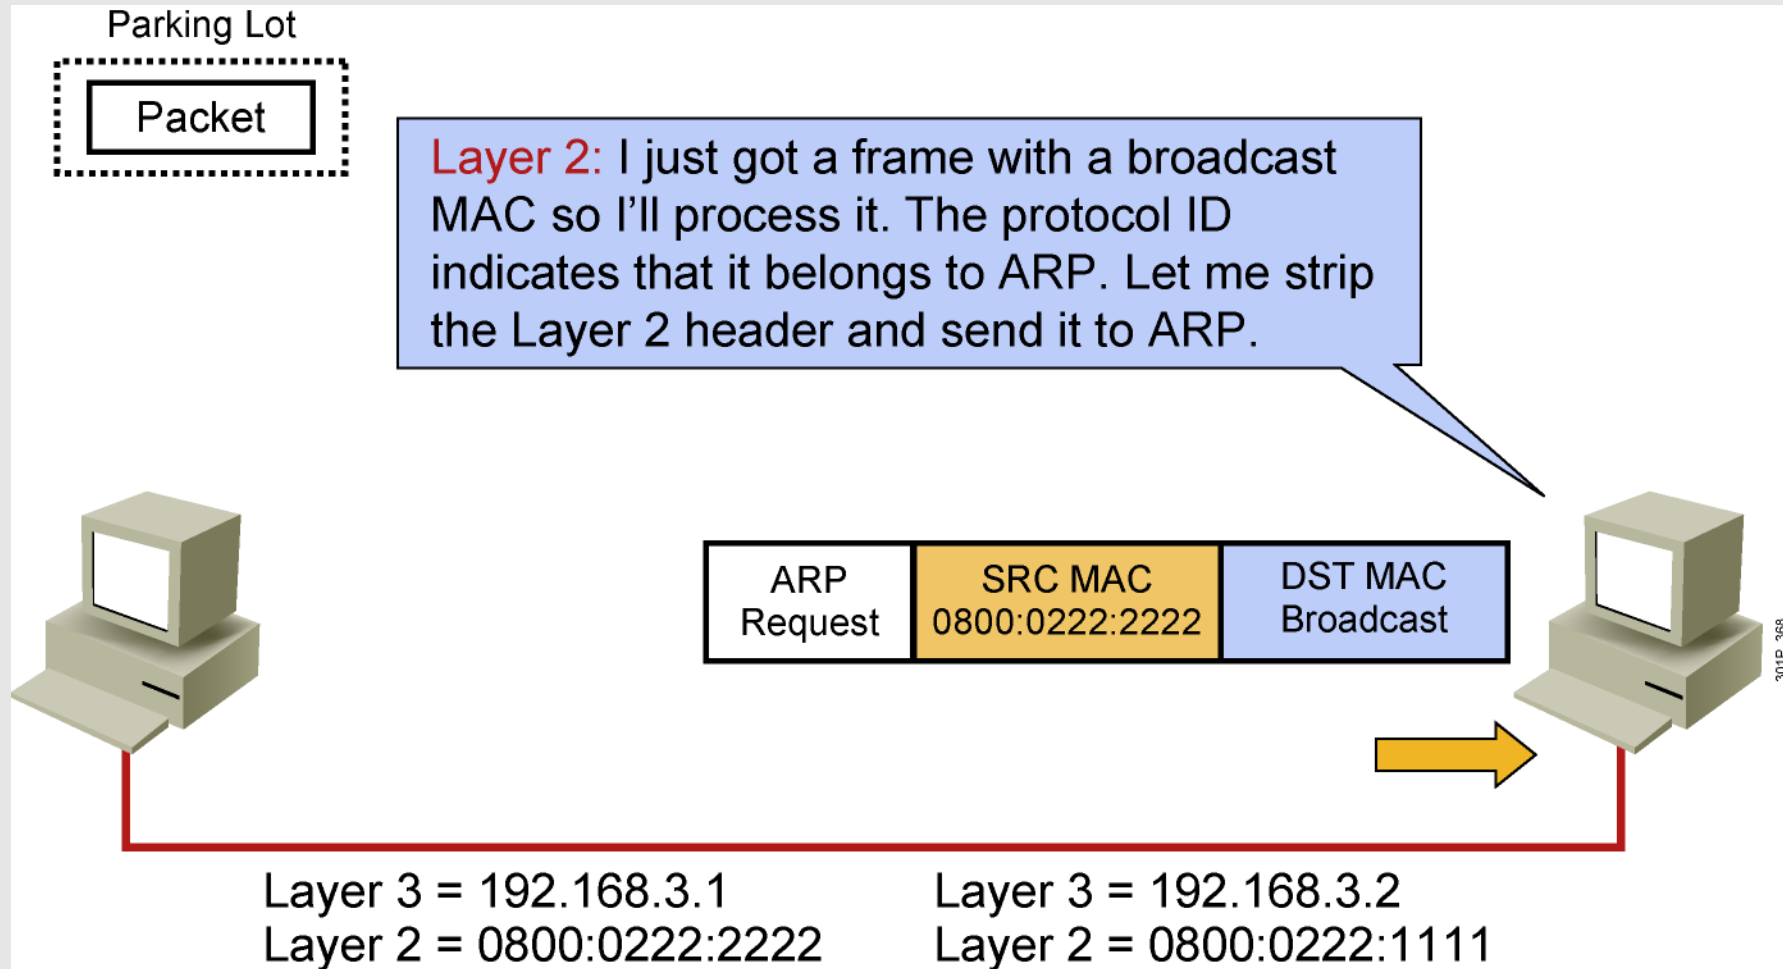 Parking Lot
Packet
Layer 2: I just got a frame with a broadcast
MAC so I'll process it. The protocol ID
indicates that it belongs to ARP. Let me strip
the Layer 2 header and send it to ARP.
ARP
Request
SRC MAC
0800:0222:2222
DST MAC
Broadcast
301P_368
Layer 3 = 192.168.3.1
Layer 2 = 0800:0222:2222
Layer 3 = 192.168.3.2
Layer 2 = 0800:0222:1111